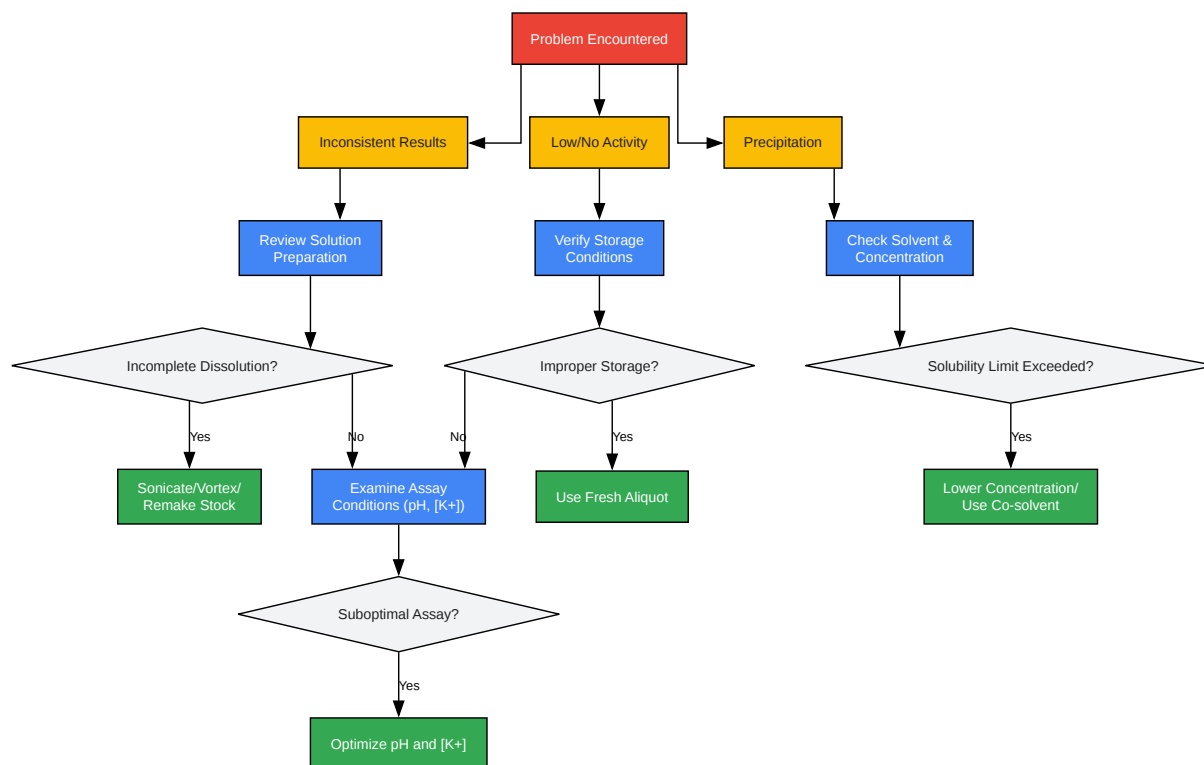 Problem Encountered
Inconsistent Results
Low/No Activity
Precipitation
Review Solution
Preparation
Verify Storage
Conditions
Check Solvent &
Concentration
Incomplete Dissolution?
Improper Storage?
Solubility Limit Exceeded?
Yes
No
No
Yes
Yes
Sonicate/Vortex/
Remake Stock
Examine Assay
Conditions (pH, [K+])
Use Fresh Aliquot
Lower Concentration/
Use Co-solvent
Suboptimal Assay?
Yes
Optimize pH and [K+]